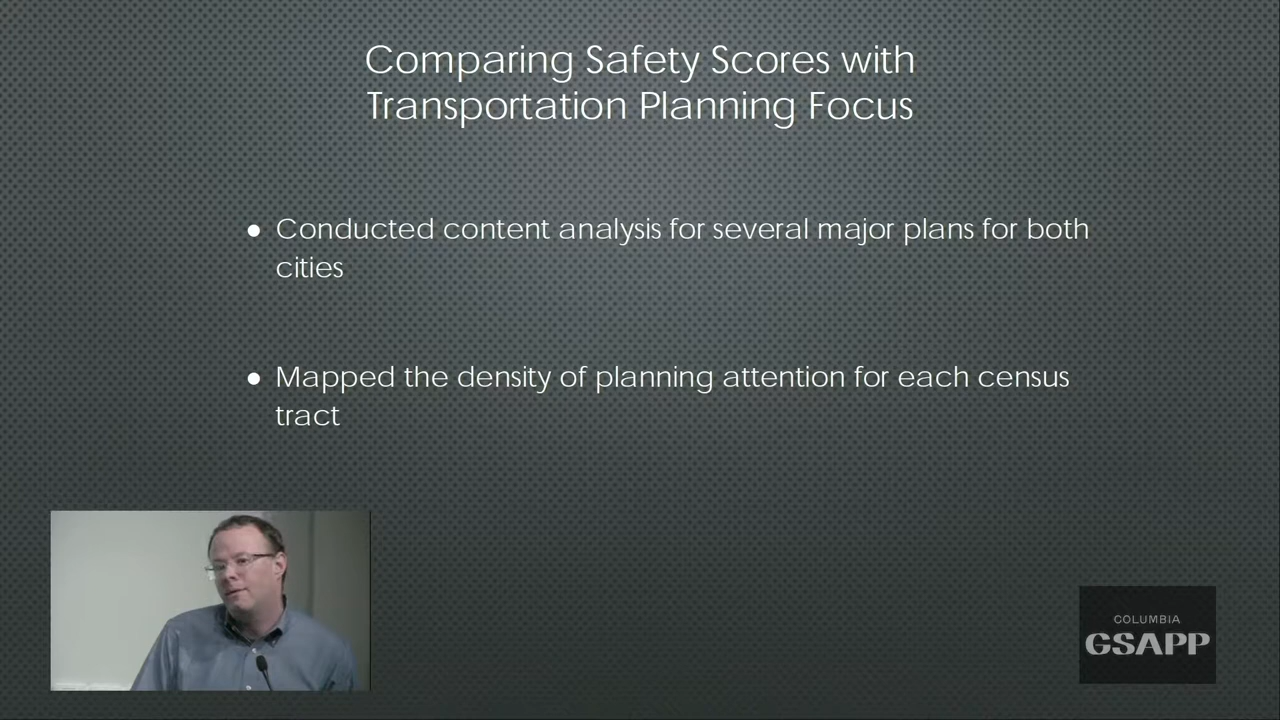 Comparing Safety Scores with
Transportation Planning Focus
● Conducted content analysis for several major plans for both
cities
● Mapped the density of planning attention for each census
tract
COLUMBIA
GSAPP